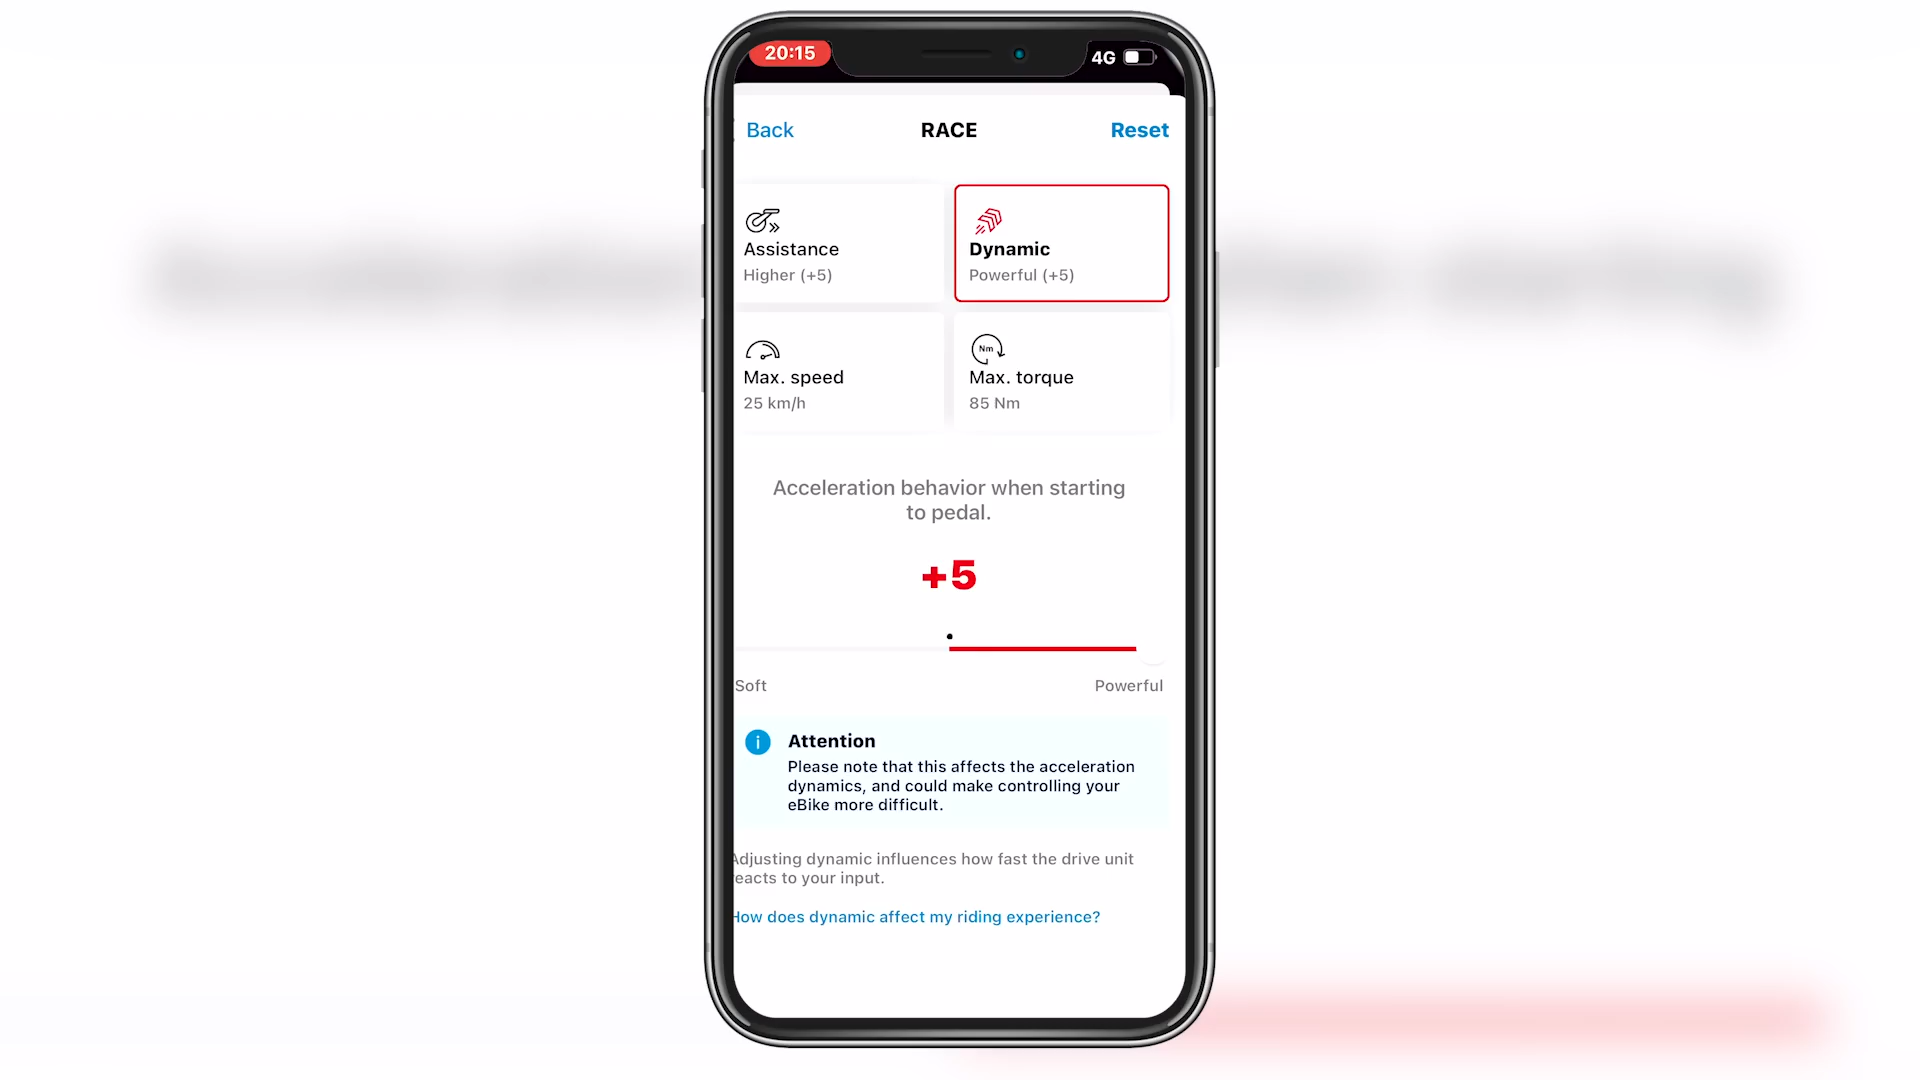 20:15
4G
Back
RACE
Reset
Assistance
Higher (+5)
Dynamic
Powerful (+5)
Max. speed
25 km/h
Nm
Max. torque
85 Nm
Acceleration behavior when starting
to pedal.
+5
Soft
Powerful
i
Attention
Please note that this affects the acceleration
dynamics, and could make controlling your
eBike more difficult.
Adjusting dynamic influences how fast the drive unit
reacts to your input.
How does dynamic affect my riding experience?